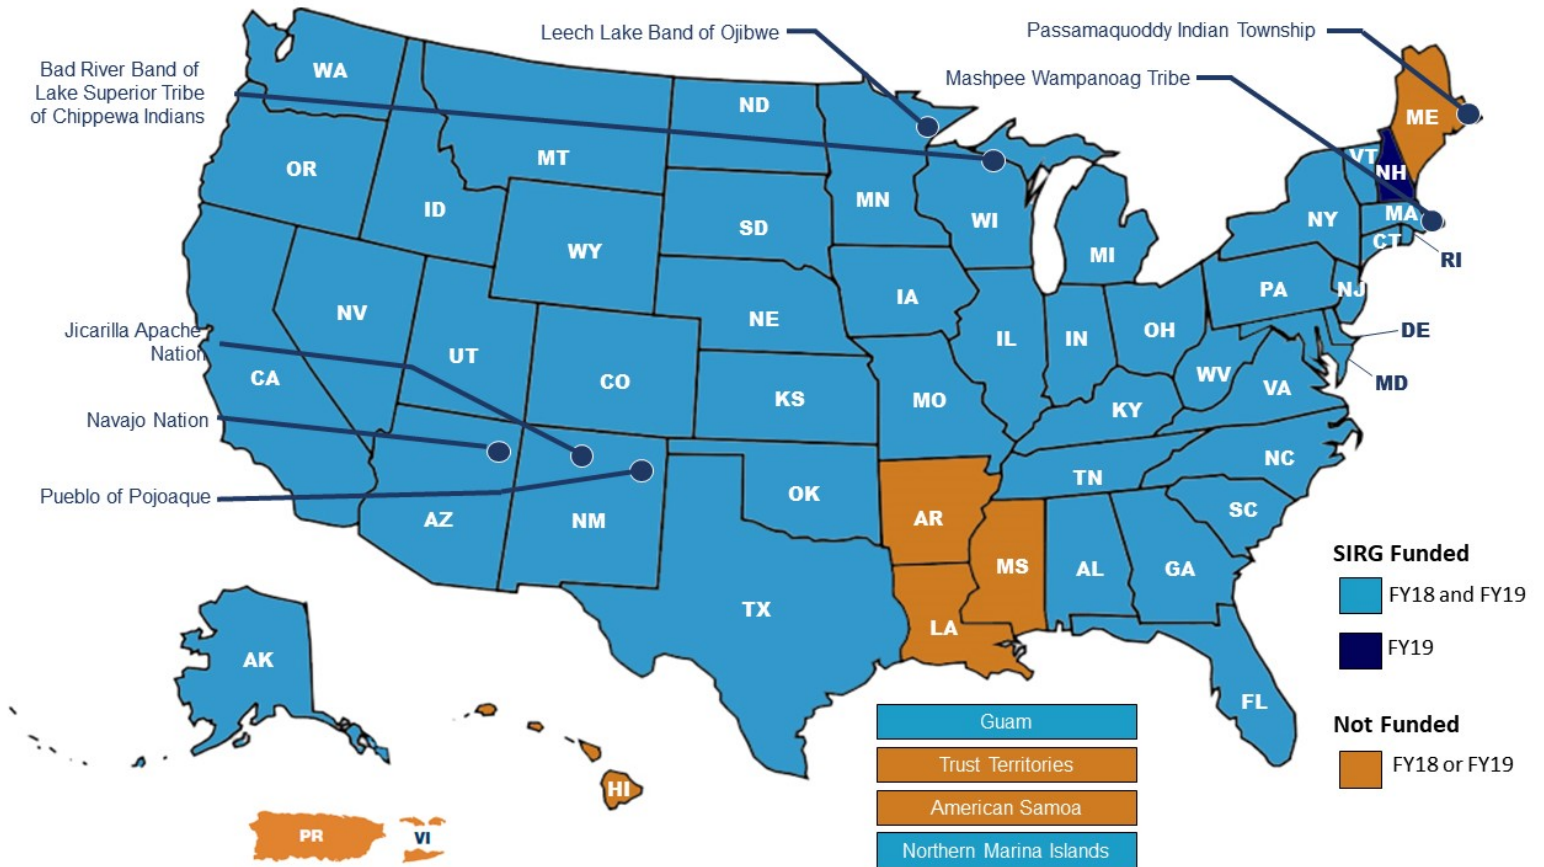 Leech Lake Band of Ojibwe
Passamaquoddy Indian Township
Bad River Band of
Lake Superior Tribe
of Chippewa Indians
Mashpee Wampanoag Tribe
WA
ND
ME
MT
OR
VT
NH
ID
MN
SD
WI
NY
MA
WY
CT
MI
RI
IA
PA
NJ
NV
NE
Jicarilla Apache
Nation
OH
DE
IL
IN
UT
CA
CO
WV
MD
VA
KS
MO
KY
Navajo Nation
NC
TN
Pueblo of Pojoaque
OK
SC
AZ
NM
AR
SIRG Funded
MS
AL
GA
FY18 and FY19
TX
LA
FY19
AK
FL
Guam
Not Funded
Trust Territories
FY18 or FY19
HI
American Samoa
PR
VI
Northern Marina Islands